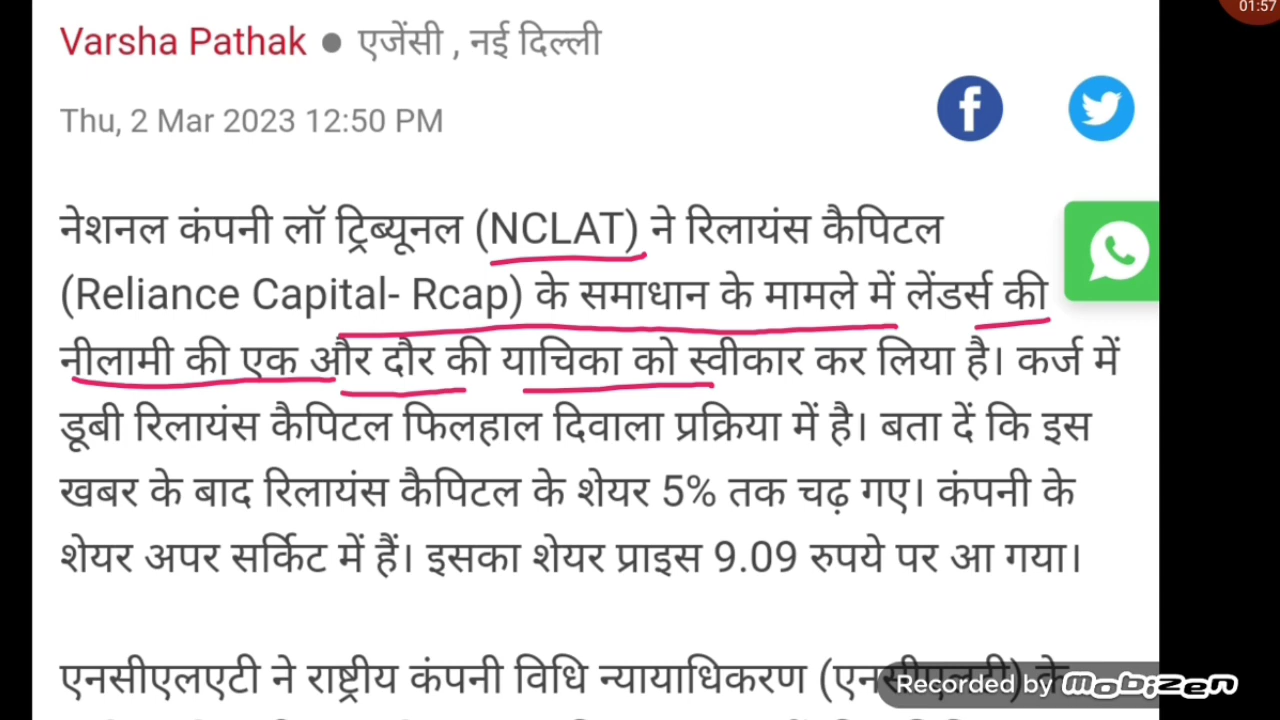 01:57
Varsha Pathak ● एजेंसी , नई दिल्ली
Thu, 2 Mar 2023 12:50 PM
नेशनल कंपनी लॉ ट्रिब्यूनल (NCLAT) ने रिलायंस कैपिटल
(Reliance Capital- Rcap) के समाधान के मामले में लेंडर्स की
नीलामी की एक और दौर की याचिका को स्वीकार कर लिया है। कर्ज में
डूबी रिलायंस कैपिटल फिलहाल दिवाला प्रक्रिया में है। बता दें कि इस
खबर के बाद रिलायंस कैपिटल के शेयर 5% तक चढ़ गए। कंपनी के
शेयर अपर सर्किट में हैं। इसका शेयर प्राइस 9.09 रुपये पर आ गया।
एनसीएलएटी ने राष्ट्रीय कंपनी विधि न्यायाधिकरण (एनसीएलटी) के
Recorded by mobizen